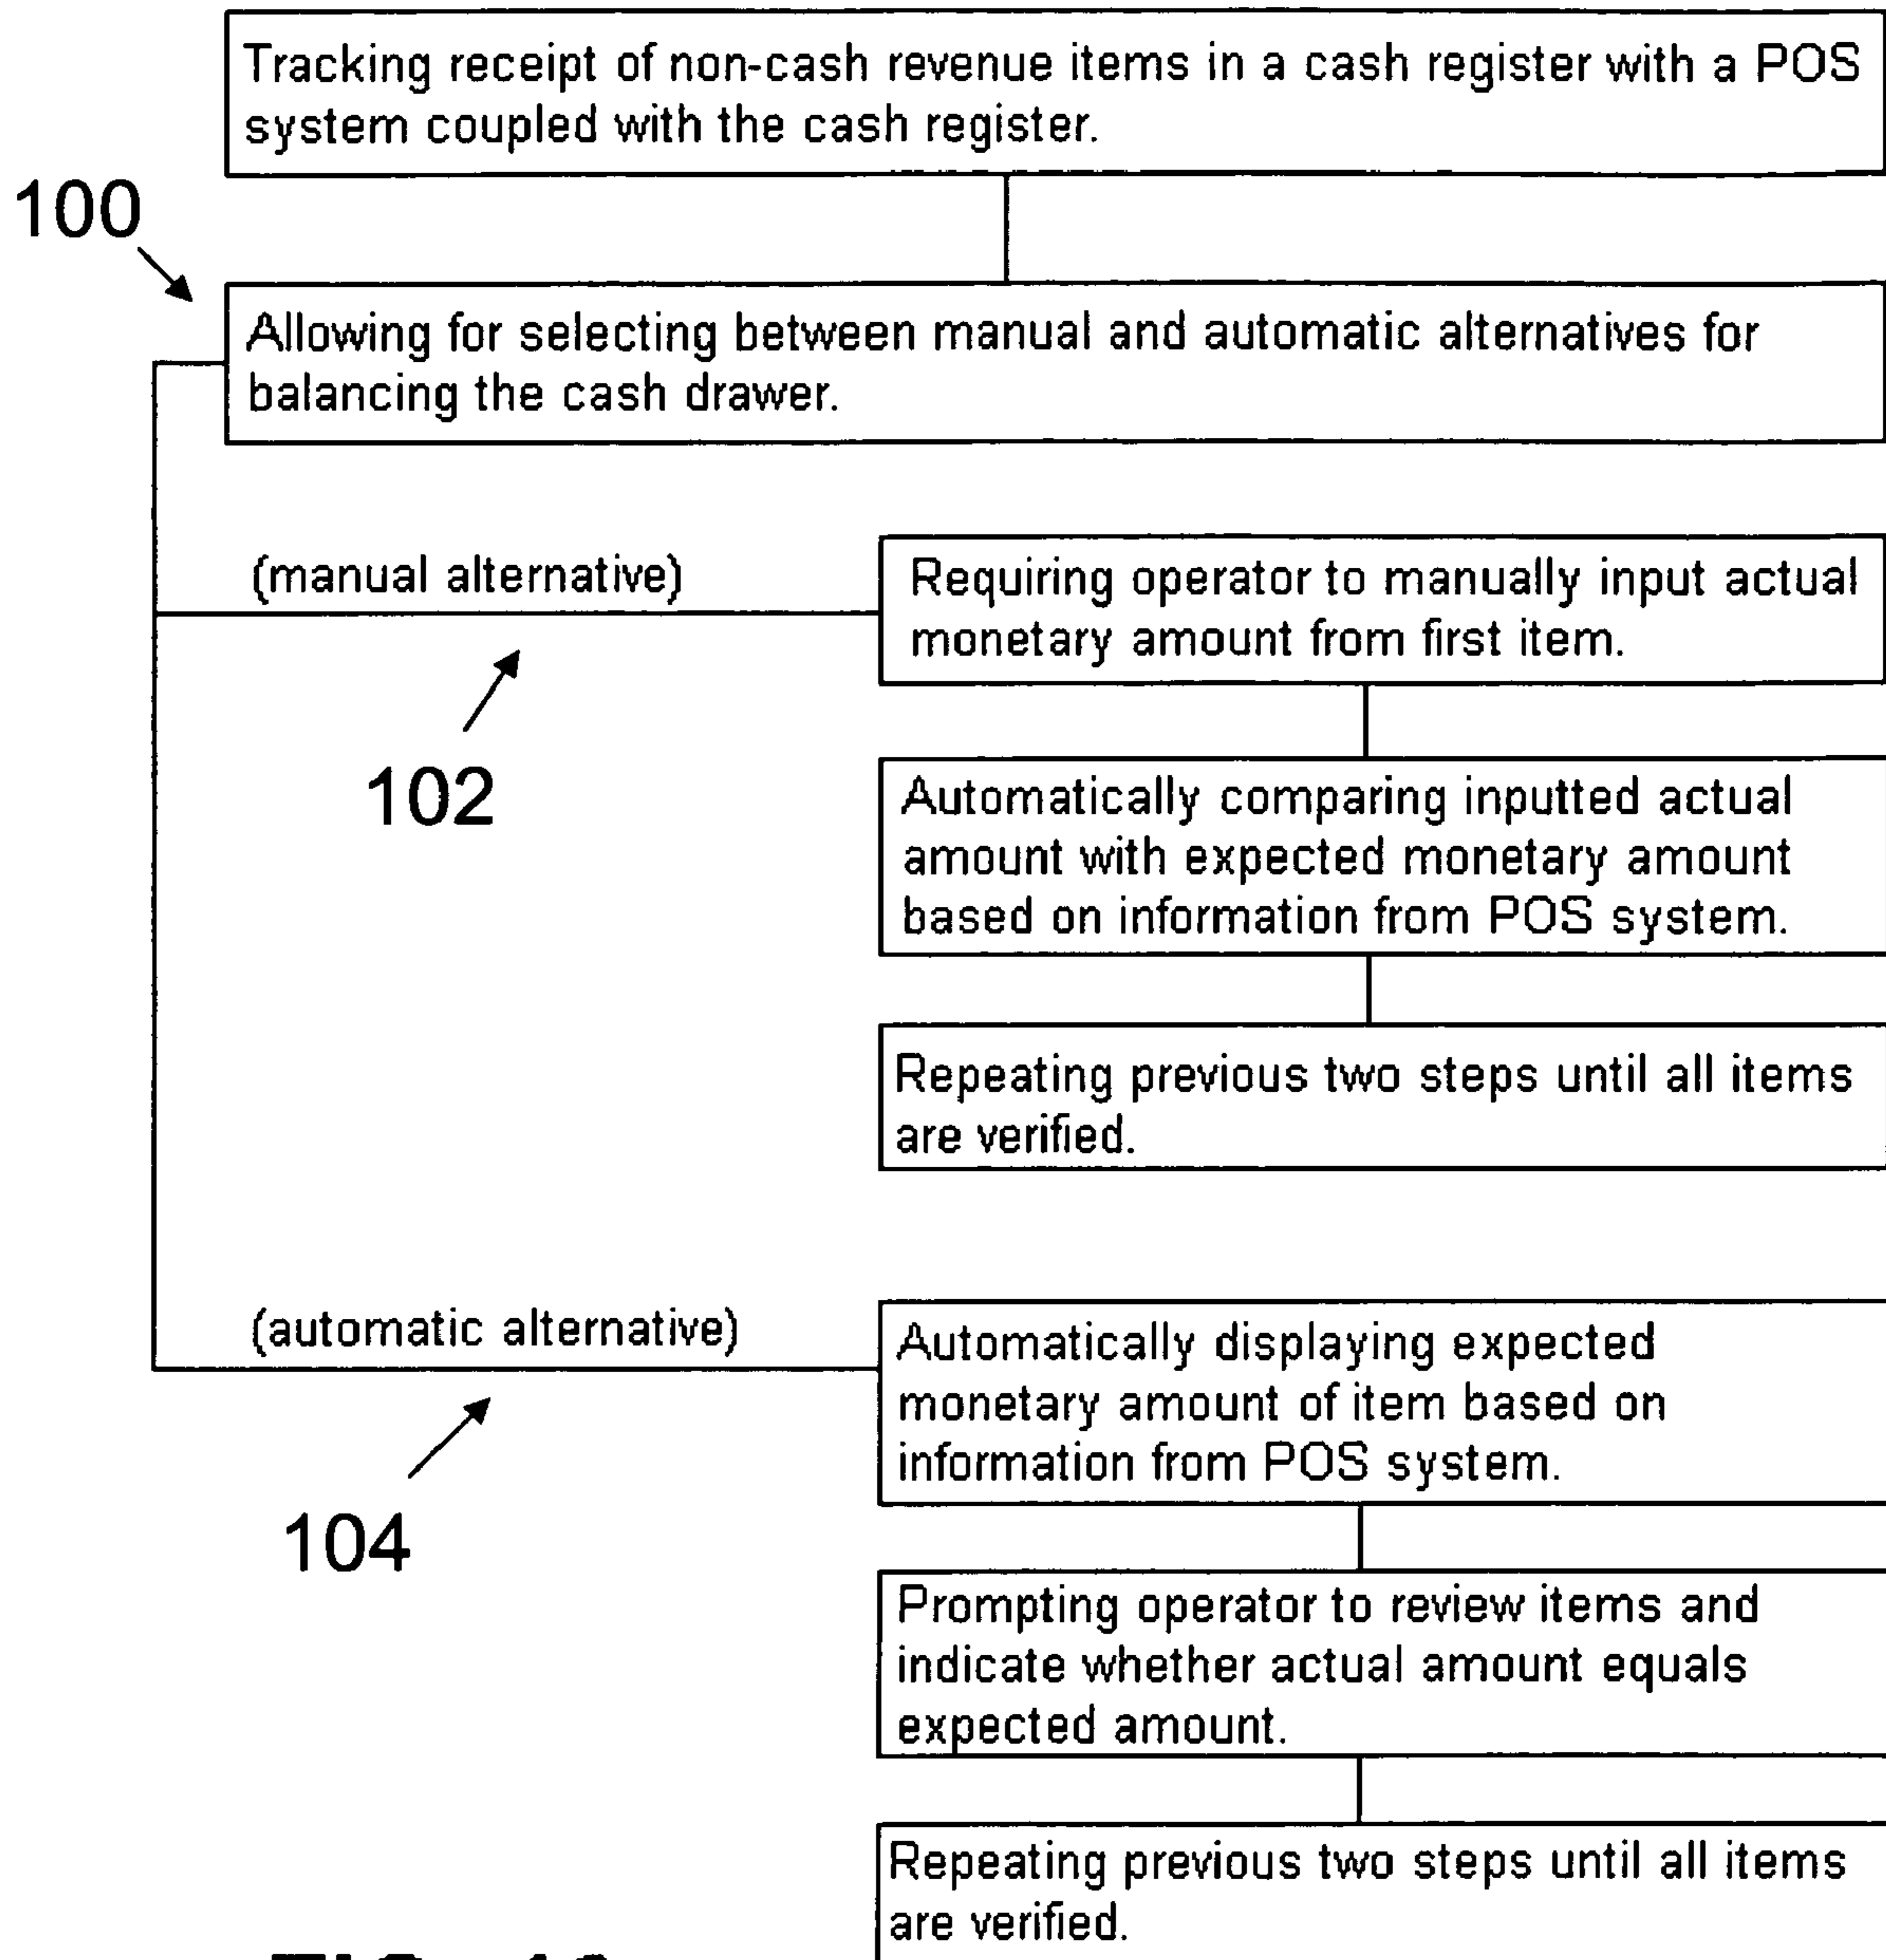 Tracking receipt of non-cash revenue items in a cash register with a POS
system coupled with the cash register.
100
Allowing for selecting between manual and automatic alternatives for
balancing the cash drawer.
(manual alternative)
102
Requiring operator to manually input actual
monetary amount from first item.
Automatically comparing inputted actual
amount with expected monetary amount
based on information from POS system.
Repeating previous two steps until all items
are verified.
(automatic alternative)
104
Automatically displaying expected
monetary amount of item based on
information from POS system.
Prompting operator to review items and
indicate whether actual amount equals
expected amount.
Repeating previous two steps until all items
are verified.